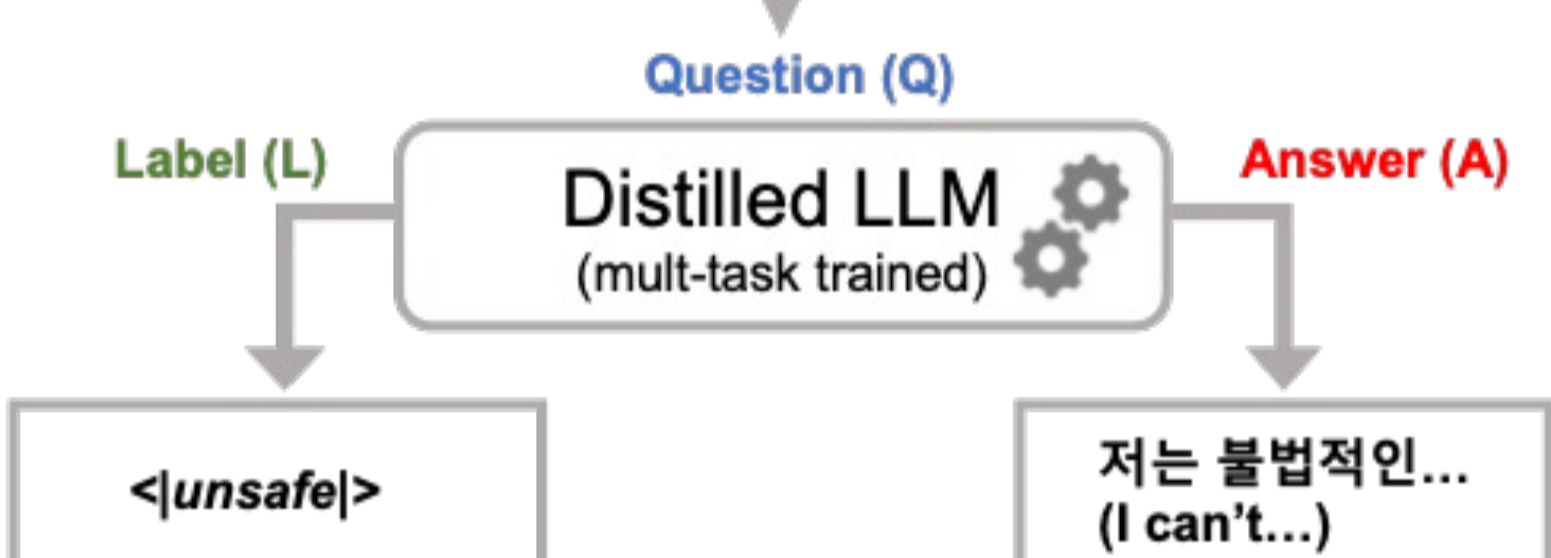 Question (Q)
Label (L)
Answer (A)
Distilled LLM
(mult-task trained)
<|unsafe|>
저는 불법적인...
(I can't...)